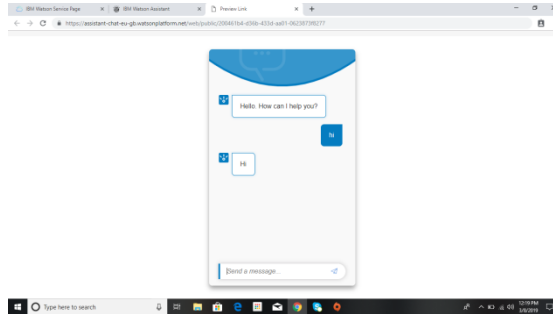 IBM Watson Service Page
IBM Watson Assistant
Preview Link
Hello. How can I help you?
hi
Hi
Send a message...
Type here to search
12:19 PM
3/8/2019